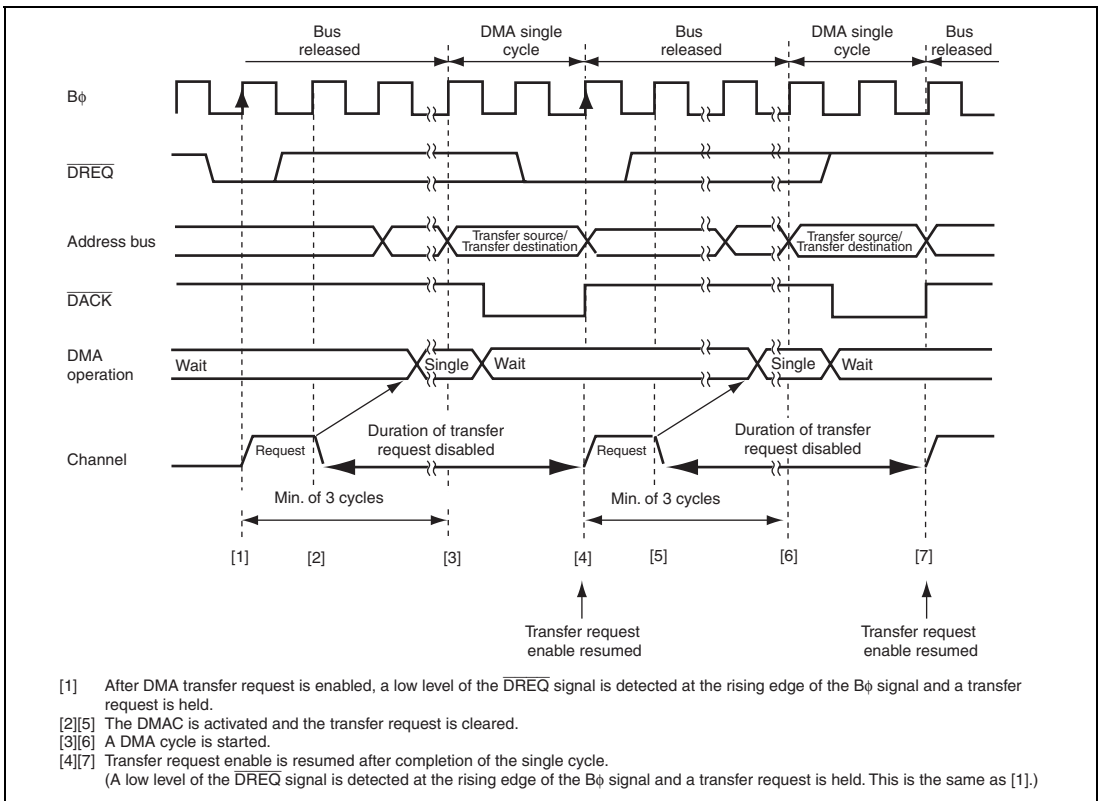 Bus released DMA single cycle Bus released DMA single cycle Bus released
Bϕ
DREQ
Address bus Transfer source/ Transfer destination Transfer source/ Transfer destination
DACK
DMA operation Wait Single Wait Single Wait
Channel Request Duration of transfer request disabled Request Duration of transfer request disabled
Min. of 3 cycles Min. of 3 cycles
[1] [2] [3] [4] [5] [6] [7]
Transfer request enable resumed Transfer request enable resumed
[1] After DMA transfer request is enabled, a low level of the DREQ signal is detected at the rising edge of the Bϕ signal and a transfer
request is held.
[2][5] The DMAC is activated and the transfer request is cleared.
[3][6] A DMA cycle is started.
[4][7] Transfer request enable is resumed after completion of the single cycle.
(A low level of the DREQ signal is detected at the rising edge of the Bϕ signal and a transfer request is held. This is the same as [1].)